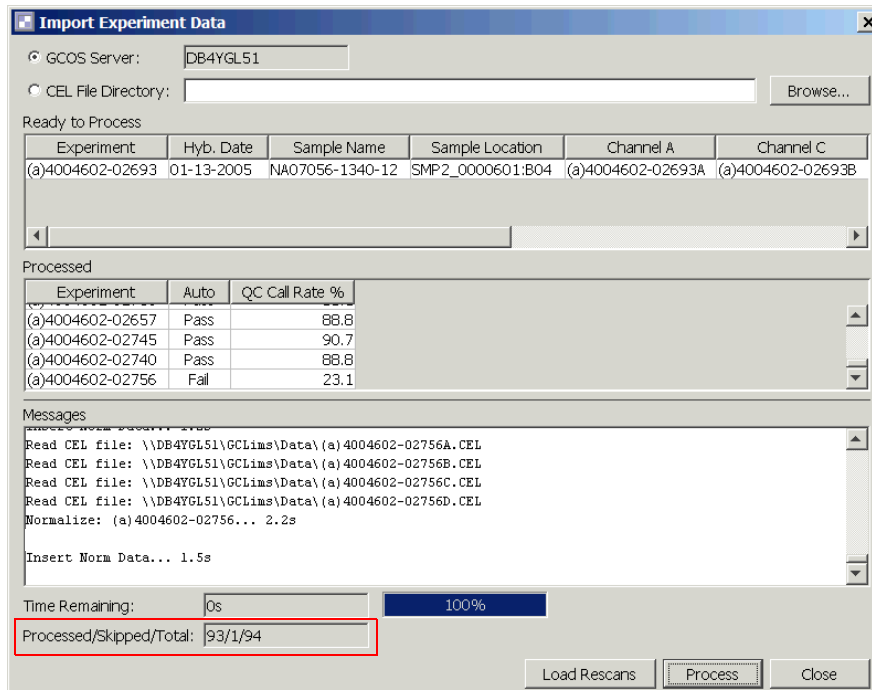 Import Experiment Data
GCOS Server: DB4YGL51
CEL File Directory: Browse...
Ready to Process
Experiment Hyb. Date Sample Name Sample Location Channel A Channel C
(a)4004602-02693 01-13-2005 NA07056-1340-12 SMP2_0000601:B04 (a)4004602-02693A (a)4004602-02693B
Processed
Experiment Auto QC Call Rate %
(a)4004602-02657 Pass 88.8
(a)4004602-02745 Pass 90.7
(a)4004602-02740 Pass 88.8
(a)4004602-02756 Fail 23.1
Messages
Read CEL file: \\DB4YGL51\GCLims\Data\(a)4004602-02756A.CEL
Read CEL file: \\DB4YGL51\GCLims\Data\(a)4004602-02756B.CEL
Read CEL file: \\DB4YGL51\GCLims\Data\(a)4004602-02756C.CEL
Read CEL file: \\DB4YGL51\GCLims\Data\(a)4004602-02756D.CEL
Normalize: (a)4004602-02756... 2.2s
Insert Norm Data... 1.5s
Time Remaining: 0s 100%
Processed/Skipped/Total: 93/1/94
Load Rescans Process Close